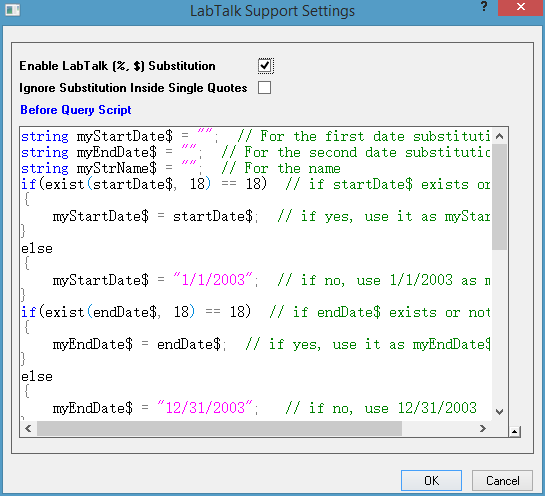 LabTalk Support Settings
?
Enable LabTalk (%, $) Substitution
Ignore Substitution Inside Single Quotes
Before Query Script
string myStartDate$ = "";  // For the first date substituti
string myEndDate$ = "";  // For the second date substitutio
string myStrName$ = "";  // For the name
if(exist(startDate$, 18) == 18)  // if startDate$ exists or
{
    myStartDate$ = startDate$;  // if yes, use it as myStar
}
else
{
    myStartDate$ = "1/1/2003";  // if no, use 1/1/2003 as m
}
if(exist(endDate$, 18) == 18)  // if endDate$ exists or not
{
    myEndDate$ = endDate$;  // if yes, use it as myEndDate$
}
else
{
    myEndDate$ = "12/31/2003";   // if no, use 12/31/2003
OK
Cancel